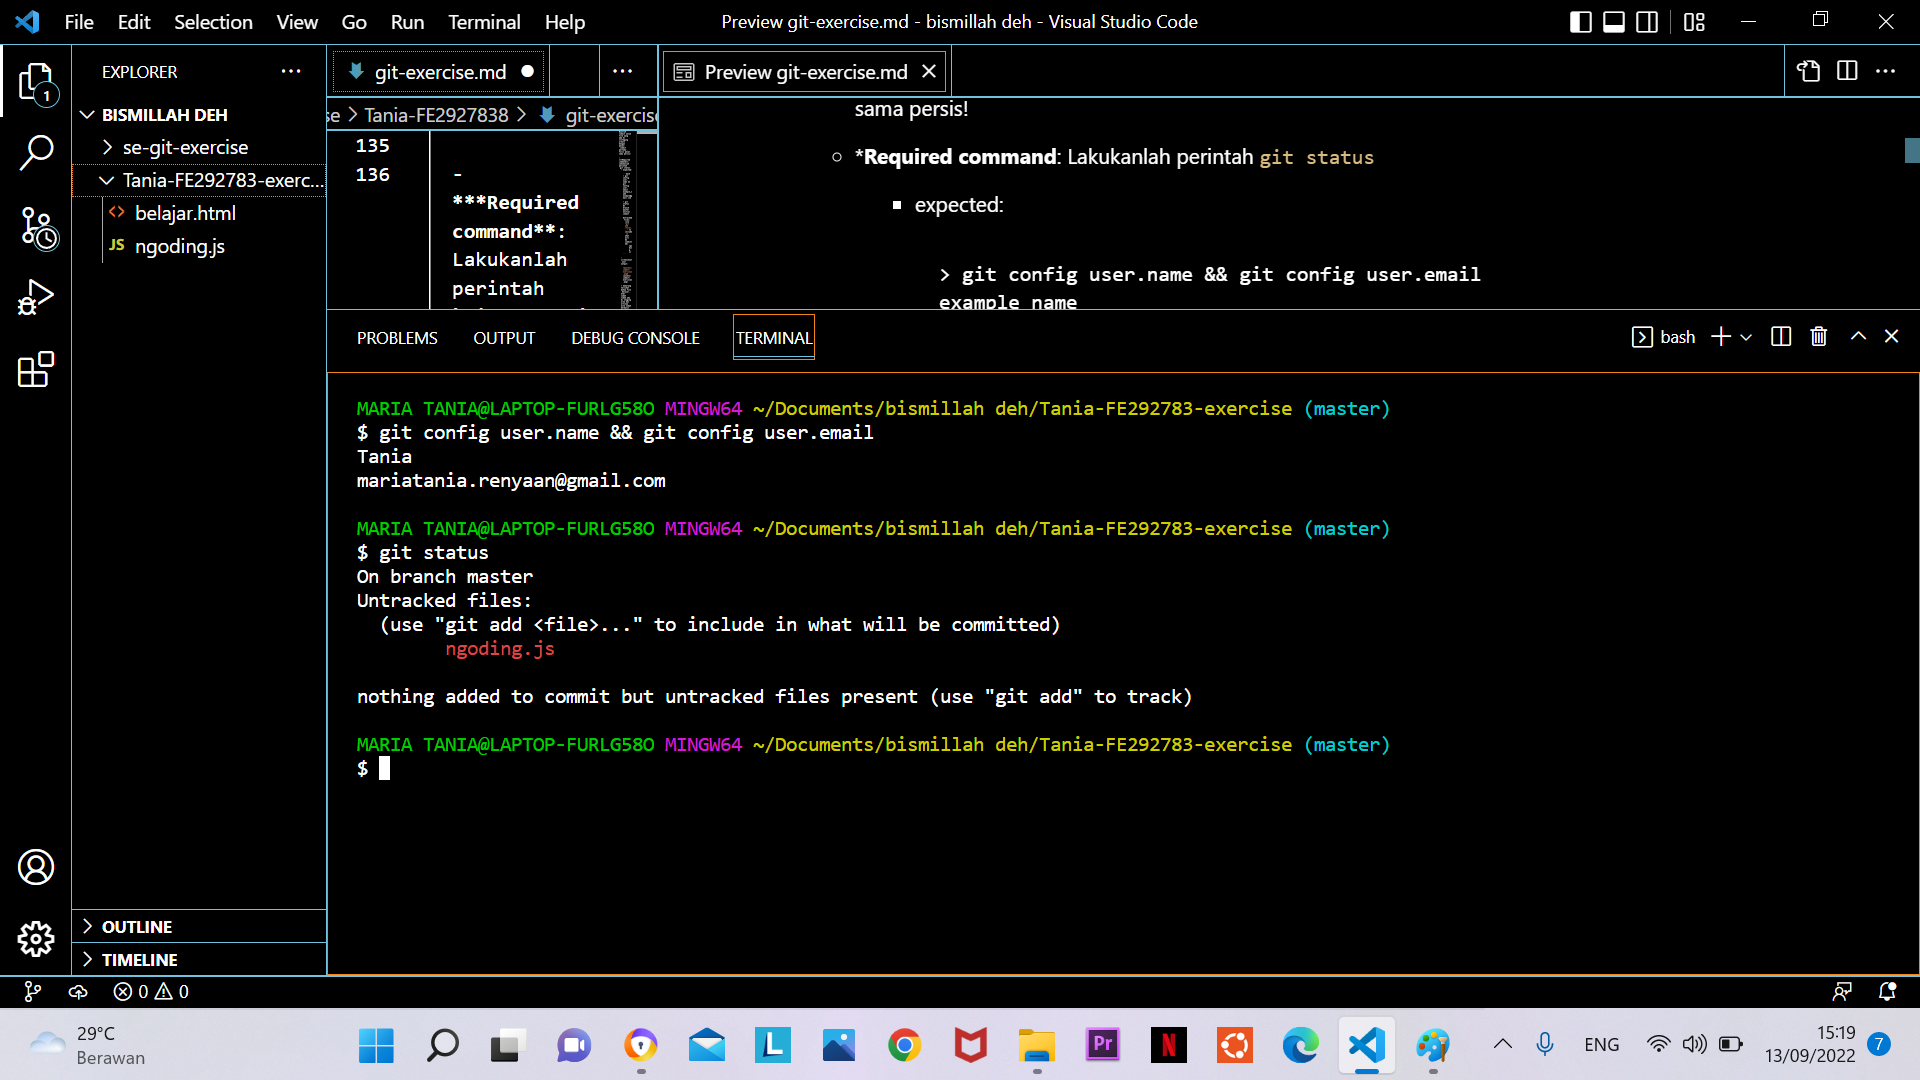 File Edit Selection View Go Run Terminal Help
Preview git-exercise.md - bismillah deh - Visual Studio Code
1
EXPLORER
BISMILLAH DEH
se-git-exercise
Tania-FE292783-exerc...
<> belajar.html
JS ngoding.js
OUTLINE
TIMELINE
git-exercise.md
se > Tania-FE2927838 > git-exercise
135
136
-
***Required
command**:
Lakukanlah
perintah
Preview git-exercise.md
sama persis!
*Required command: Lakukanlah perintah git status
expected:
> git config user.name && git config user.email
example name
PROBLEMS OUTPUT DEBUG CONSOLE TERMINAL
bash
MARIA TANIA@LAPTOP-FURLG58O MINGW64 ~/Documents/bismillah deh/Tania-FE292783-exercise (master)
$ git config user.name && git config user.email
Tania
mariatania.renyaan@gmail.com
MARIA TANIA@LAPTOP-FURLG58O MINGW64 ~/Documents/bismillah deh/Tania-FE292783-exercise (master)
$ git status
On branch master
Untracked files:
(use "git add <file>..." to include in what will be committed)
ngoding.js
nothing added to commit but untracked files present (use "git add" to track)
MARIA TANIA@LAPTOP-FURLG58O MINGW64 ~/Documents/bismillah deh/Tania-FE292783-exercise (master)
$
0 0
29°C
Berawan
L
Pr
N
ENG
15:19
13/09/2022
7